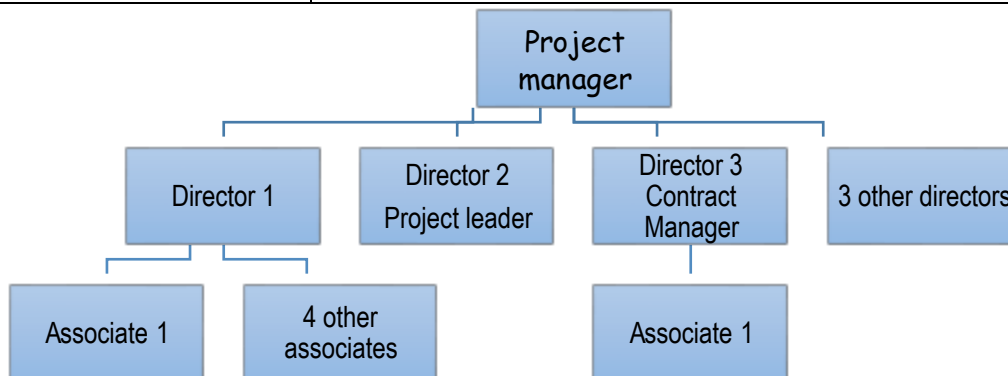 Project
manager
Director 1
Director 2
Project leader
Director 3
Contract
Manager
3 other directors
Associate 1
4 other
associates
Associate 1